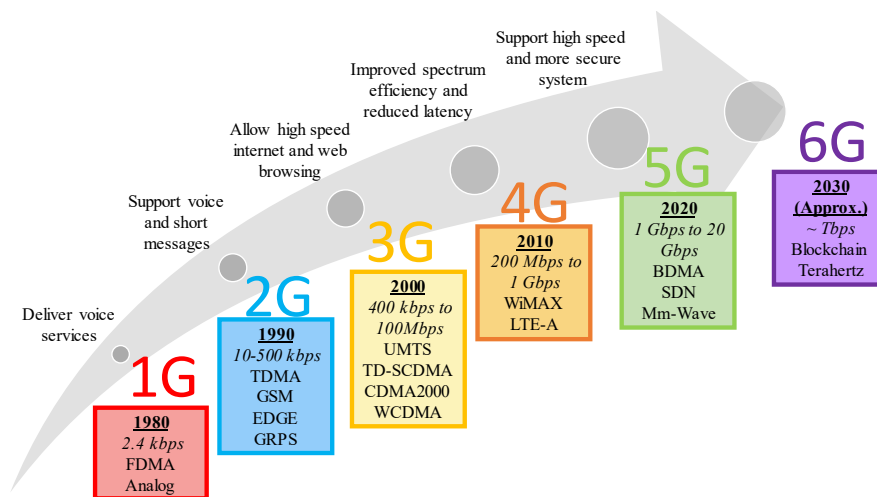 Deliver voice
services
1G
1980
2.4 kbps
FDMA
Analog
Support voice
and short
messages
2G
1990
10-500 kbps
TDMA
GSM
EDGE
GRPS
Allow high speed
internet and web
browsing
3G
2000
400 kbps to
100Mbps
UMTS
TD-SCDMA
CDMA2000
WCDMA
Improved spectrum
efficiency and
reduced latency
4G
2010
200 Mbps to
1 Gbps
WiMAX
LTE-A
Support high speed
and more secure
system
5G
2020
1 Gbps to 20
Gbps
BDMA
SDN
Mm-Wave
6G
2030
(Approx.)
~ Tbps
Blockchain
Terahertz